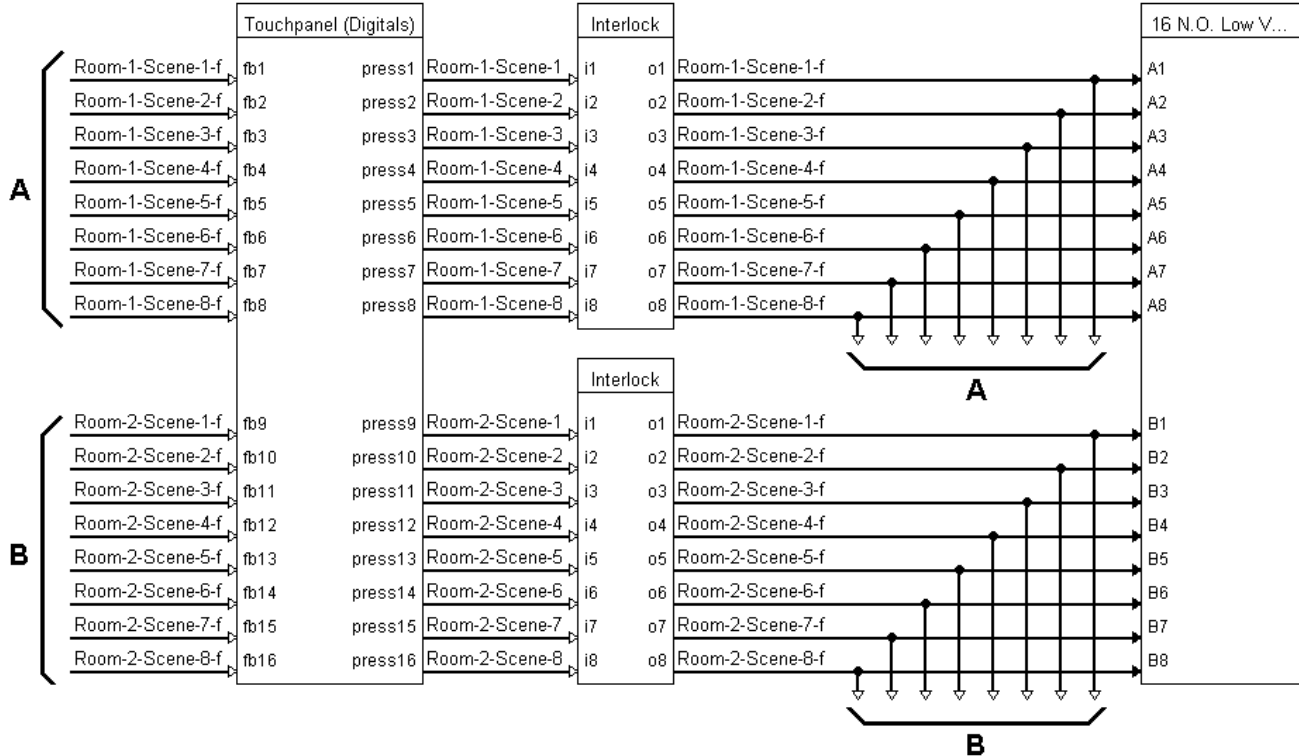 Touchpanel (Digitals) Interlock 16 N.O. Low V...
Room-1-Scene-1-f fb1 press1 Room-1-Scene-1 i1 o1 Room-1-Scene-1-f A1
Room-1-Scene-2-f fb2 press2 Room-1-Scene-2 i2 o2 Room-1-Scene-2-f A2
Room-1-Scene-3-f fb3 press3 Room-1-Scene-3 i3 o3 Room-1-Scene-3-f A3
Room-1-Scene-4-f fb4 press4 Room-1-Scene-4 i4 o4 Room-1-Scene-4-f A4
A
Room-1-Scene-5-f fb5 press5 Room-1-Scene-5 i5 o5 Room-1-Scene-5-f A5
Room-1-Scene-6-f fb6 press6 Room-1-Scene-6 i6 o6 Room-1-Scene-6-f A6
Room-1-Scene-7-f fb7 press7 Room-1-Scene-7 i7 o7 Room-1-Scene-7-f A7
Room-1-Scene-8-f fb8 press8 Room-1-Scene-8 i8 o8 Room-1-Scene-8-f A8
Interlock
A
Room-2-Scene-1-f fb9 press9 Room-2-Scene-1 i1 o1 Room-2-Scene-1-f B1
Room-2-Scene-2-f fb10 press10 Room-2-Scene-2 i2 o2 Room-2-Scene-2-f B2
Room-2-Scene-3-f fb11 press11 Room-2-Scene-3 i3 o3 Room-2-Scene-3-f B3
Room-2-Scene-4-f fb12 press12 Room-2-Scene-4 i4 o4 Room-2-Scene-4-f B4
B
Room-2-Scene-5-f fb13 press13 Room-2-Scene-5 i5 o5 Room-2-Scene-5-f B5
Room-2-Scene-6-f fb14 press14 Room-2-Scene-6 i6 o6 Room-2-Scene-6-f B6
Room-2-Scene-7-f fb15 press15 Room-2-Scene-7 i7 o7 Room-2-Scene-7-f B7
Room-2-Scene-8-f fb16 press16 Room-2-Scene-8 i8 o8 Room-2-Scene-8-f B8
B